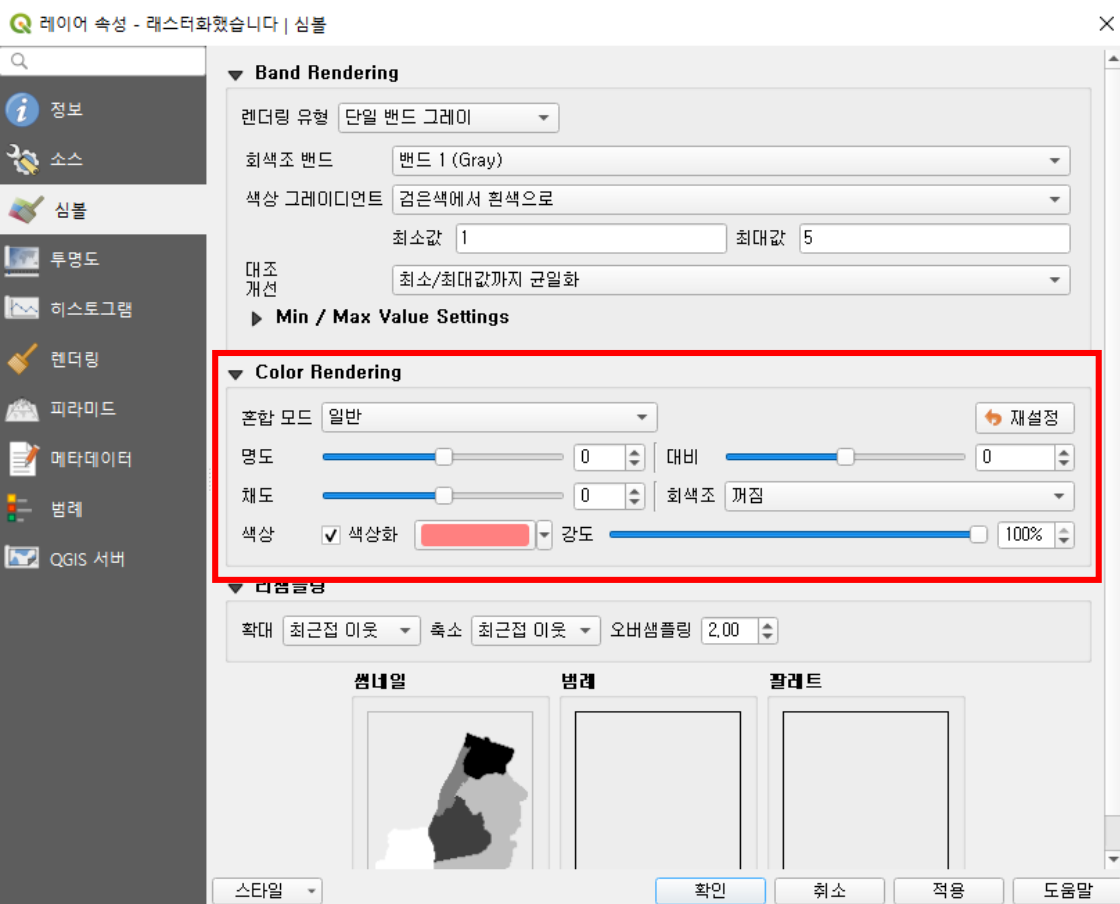 레이어 속성 - 래스터화했습니다 | 심볼
정보
소스
심볼
투명도
히스토그램
렌더링
피라미드
메타데이터
범례
QGIS 서버
Band Rendering
렌더링 유형 단일 밴드 그레이
회색조 밴드 밴드 1 (Gray)
색상 그레이디언트 검은색에서 흰색으로
최소값 1 최대값 5
대조
개선
최소/최대값까지 균일화
Min / Max Value Settings
Color Rendering
혼합 모드 일반 재설정
명도 0 대비 0
채도 0 회색조 꺼짐
색상 색상화 강도 100%
리샘플링
확대 최근접 이웃 축소 최근접 이웃 오버샘플링 2,00
썸네일 범례 팔레트
스타일 확인 취소 적용 도움말